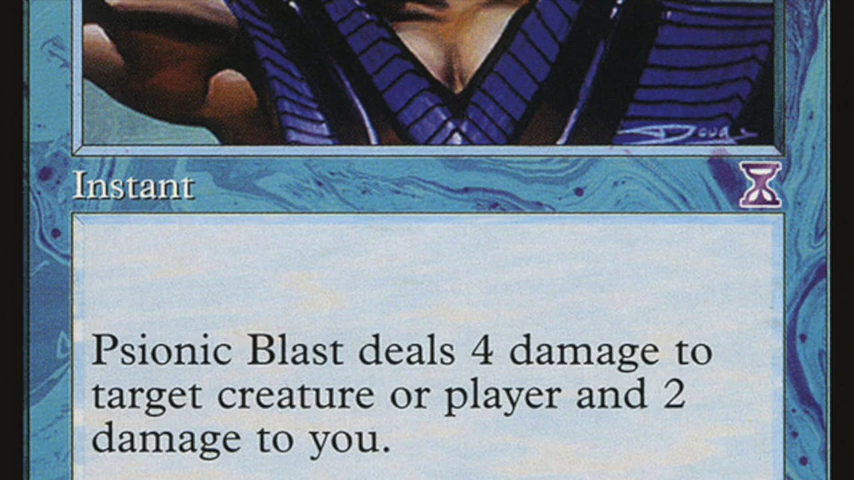 Instant
Psionic Blast deals 4 damage to
target creature or player and 2
damage to you.